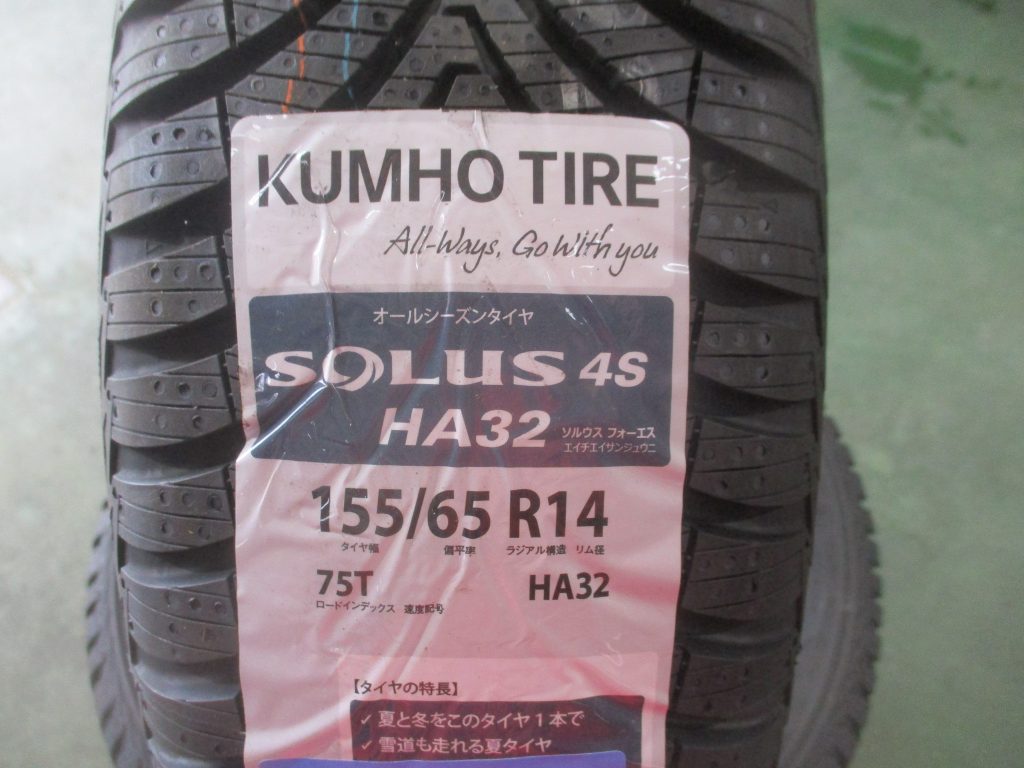 KUMHO TIRE
All-Ways, Go With you
オールシーズンタイヤ
SOLUS 4S
HA32 ソルウス フォーエス
エイチエイサンジュウニ
155/65 R14
タイヤ幅 偏平率 ラジアル構造 リム径
75T HA32
ロードインデックス 速度記号
【タイヤの特長】
✓ 夏と冬をこのタイヤ1本で
✓ 雪道も走れる夏タイヤ